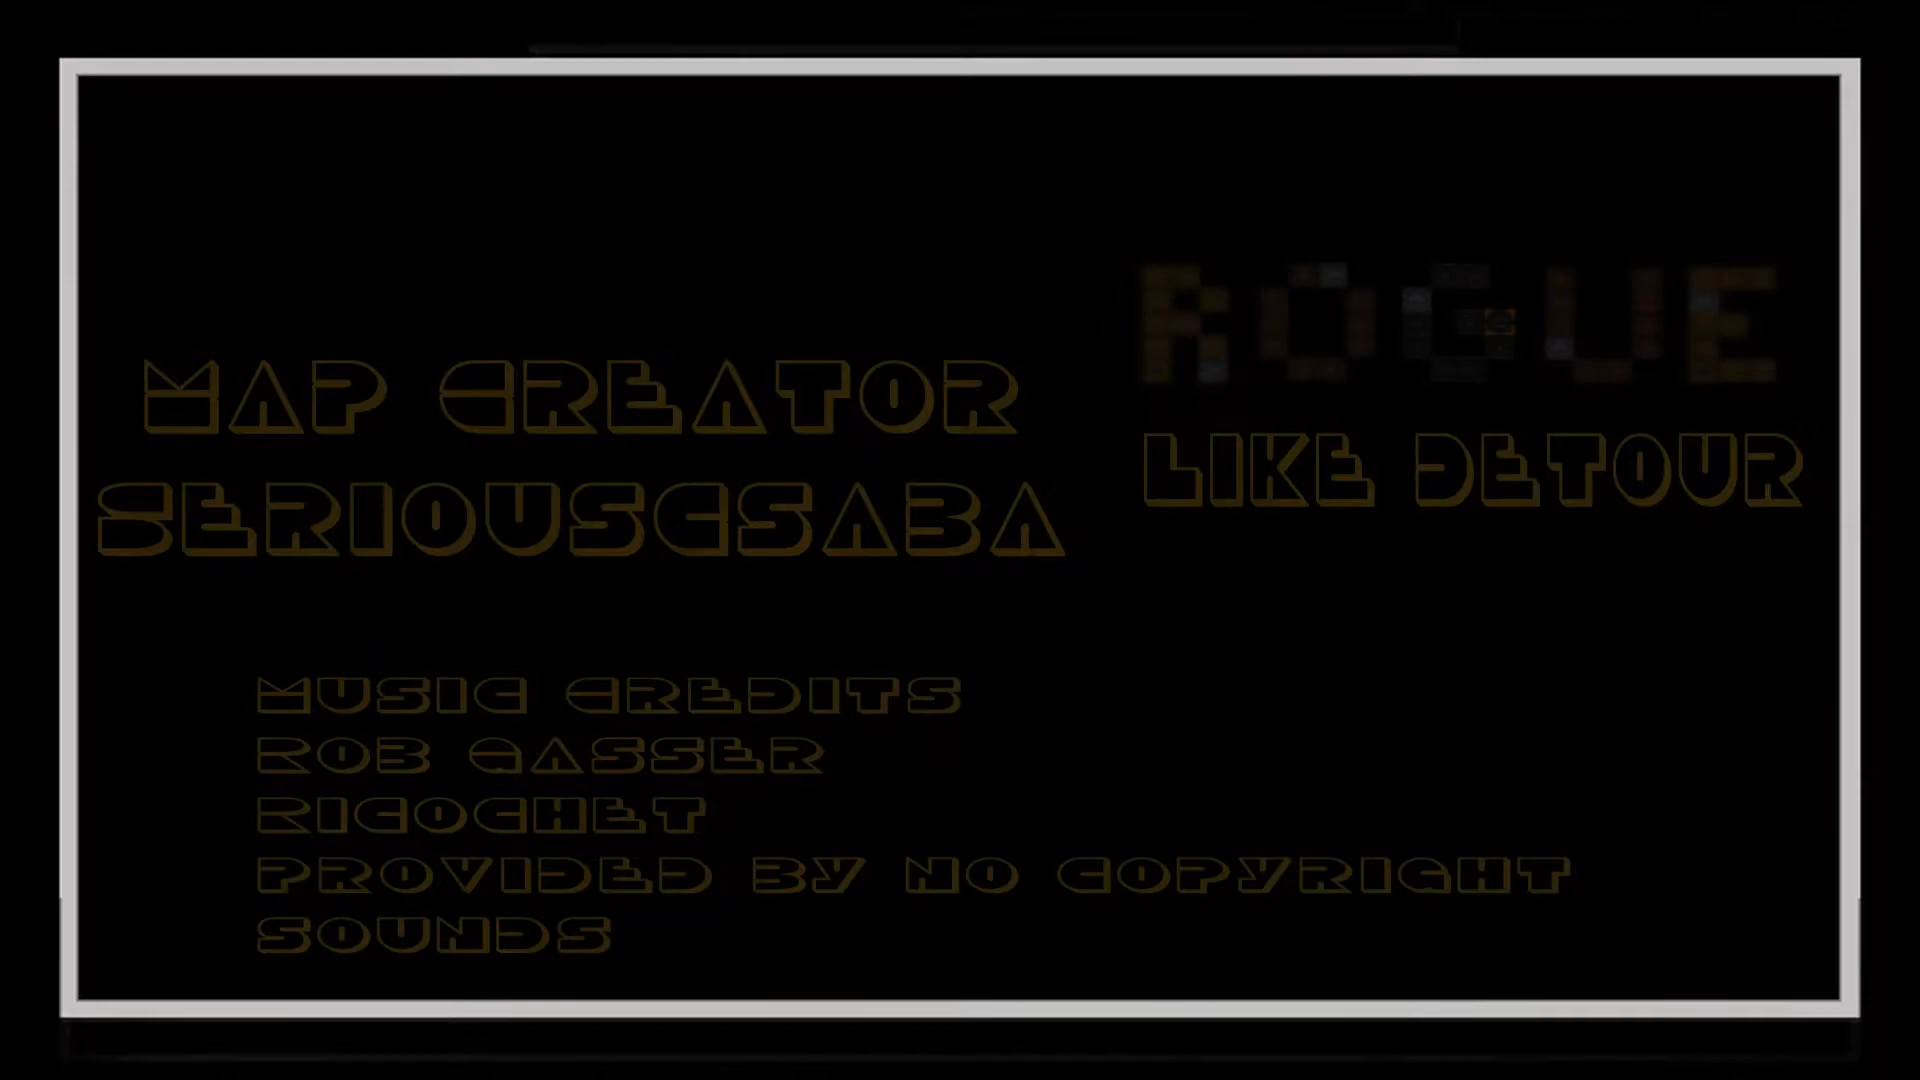 MAP CREATOR
SERIOUSCSABA
ROGUE
LIKE DETOUR
MUSIC CREDITS
ROB GASSER
RICOCHET
PROVIDED BY NO COPYRIGHT
SOUNDS